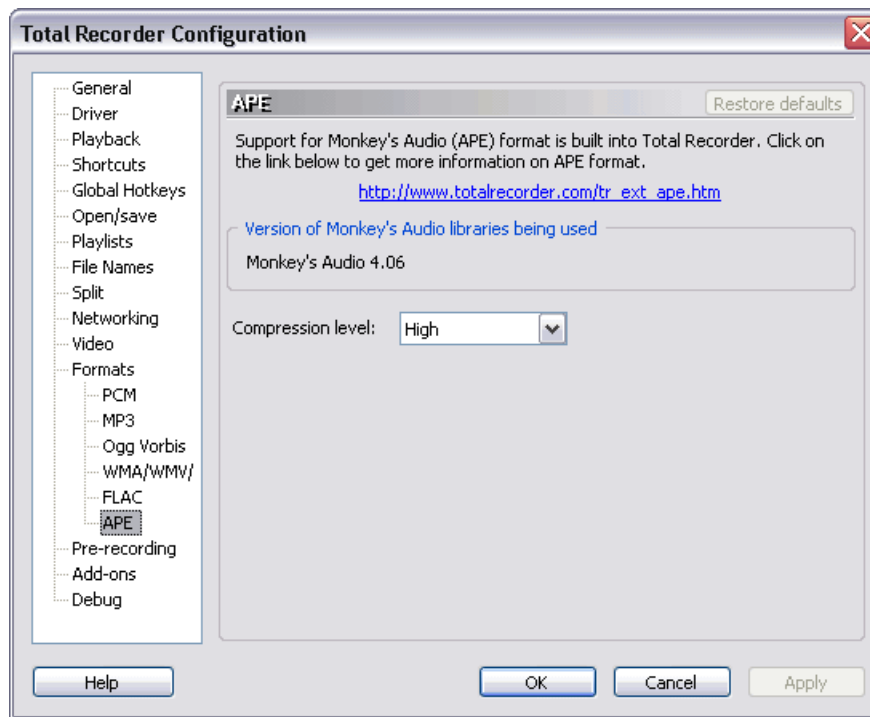 Total Recorder Configuration
General
Driver
Playback
Shortcuts
Global Hotkeys
Open/save
Playlists
File Names
Split
Networking
Video
Formats
PCM
MP3
Ogg Vorbis
WMA/WMV/
FLAC
APE
Pre-recording
Add-ons
Debug
APE
Restore defaults
Support for Monkey's Audio (APE) format is built into Total Recorder. Click on
the link below to get more information on APE format.
http://www.totalrecorder.com/tr_ext_ape.htm
Version of Monkey's Audio libraries being used
Monkey's Audio 4.06
Compression level:
High
Help
OK
Cancel
Apply